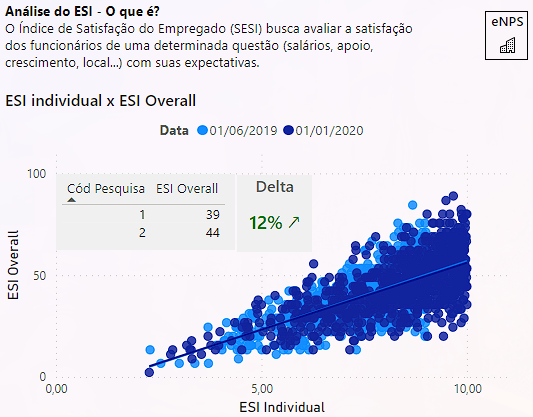 Análise do ESI - O que é?
O Índice de Satisfação do Empregado (SESI) busca avaliar a satisfação
dos funcionários de uma determinada questão (salários, apoio,
crescimento, local...) com suas expectativas.
eNPS
ESI individual x ESI Overall
Data 01/06/2019 01/01/2020
100
Cód Pesquisa ESI Overall
1 39
2 44
Delta
12% ↗
ESI Overall
50
0
0,00 5,00 10,00
ESI Individual